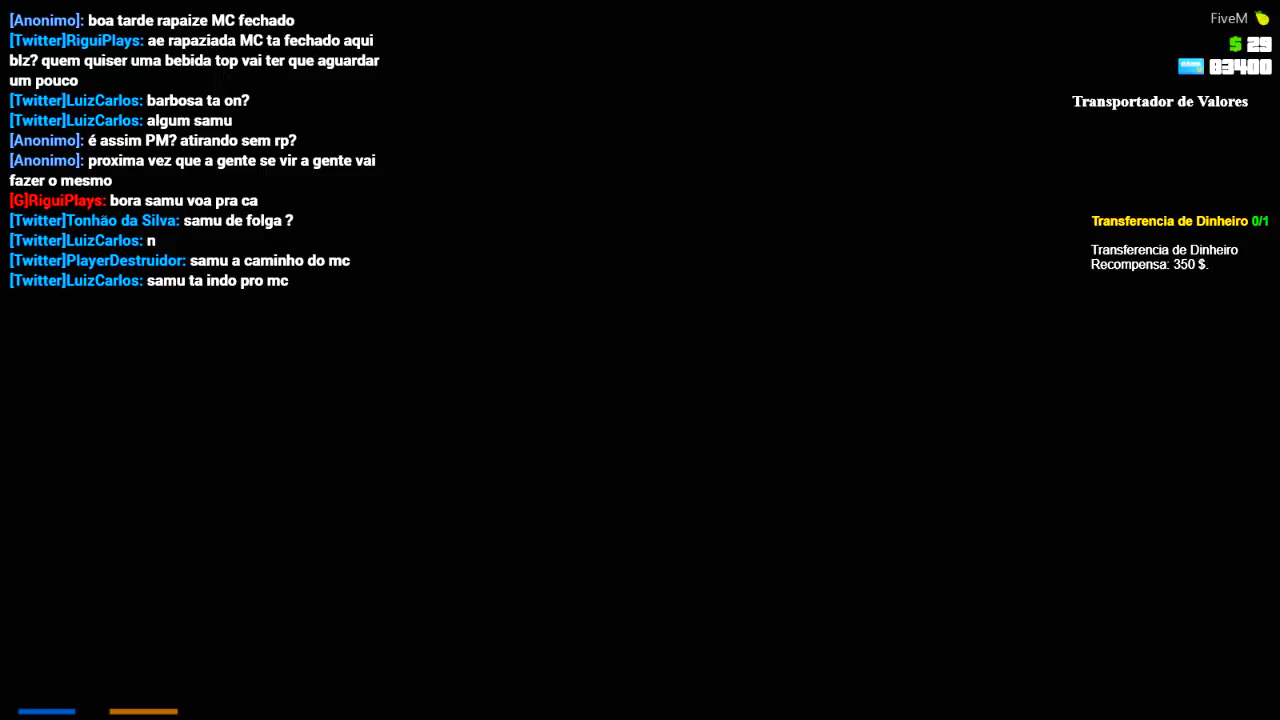 [Anonimo]: boa tarde rapaize MC fechado
[Twitter]RiguiPlays: ae rapaziada MC ta fechado aqui
blz? quem quiser uma bebida top vai ter que aguardar
um pouco
[Twitter]LuizCarlos: barbosa ta on?
[Twitter]LuizCarlos: algum samu
[Anonimo]: é assim PM? atirando sem rp?
[Anonimo]: proxima vez que a gente se vir a gente vai
fazer o mesmo
[G]RiguiPlays: bora samu voa pra ca
[Twitter]Tonhão da Silva: samu de folga ?
[Twitter]LuizCarlos: n
[Twitter]PlayerDestruidor: samu a caminho do mc
[Twitter]LuizCarlos: samu ta indo pro mc
FiveM
$ 29
83400
Transportador de Valores
Transferencia de Dinheiro 0/1
Transferencia de Dinheiro
Recompensa: 350 $.